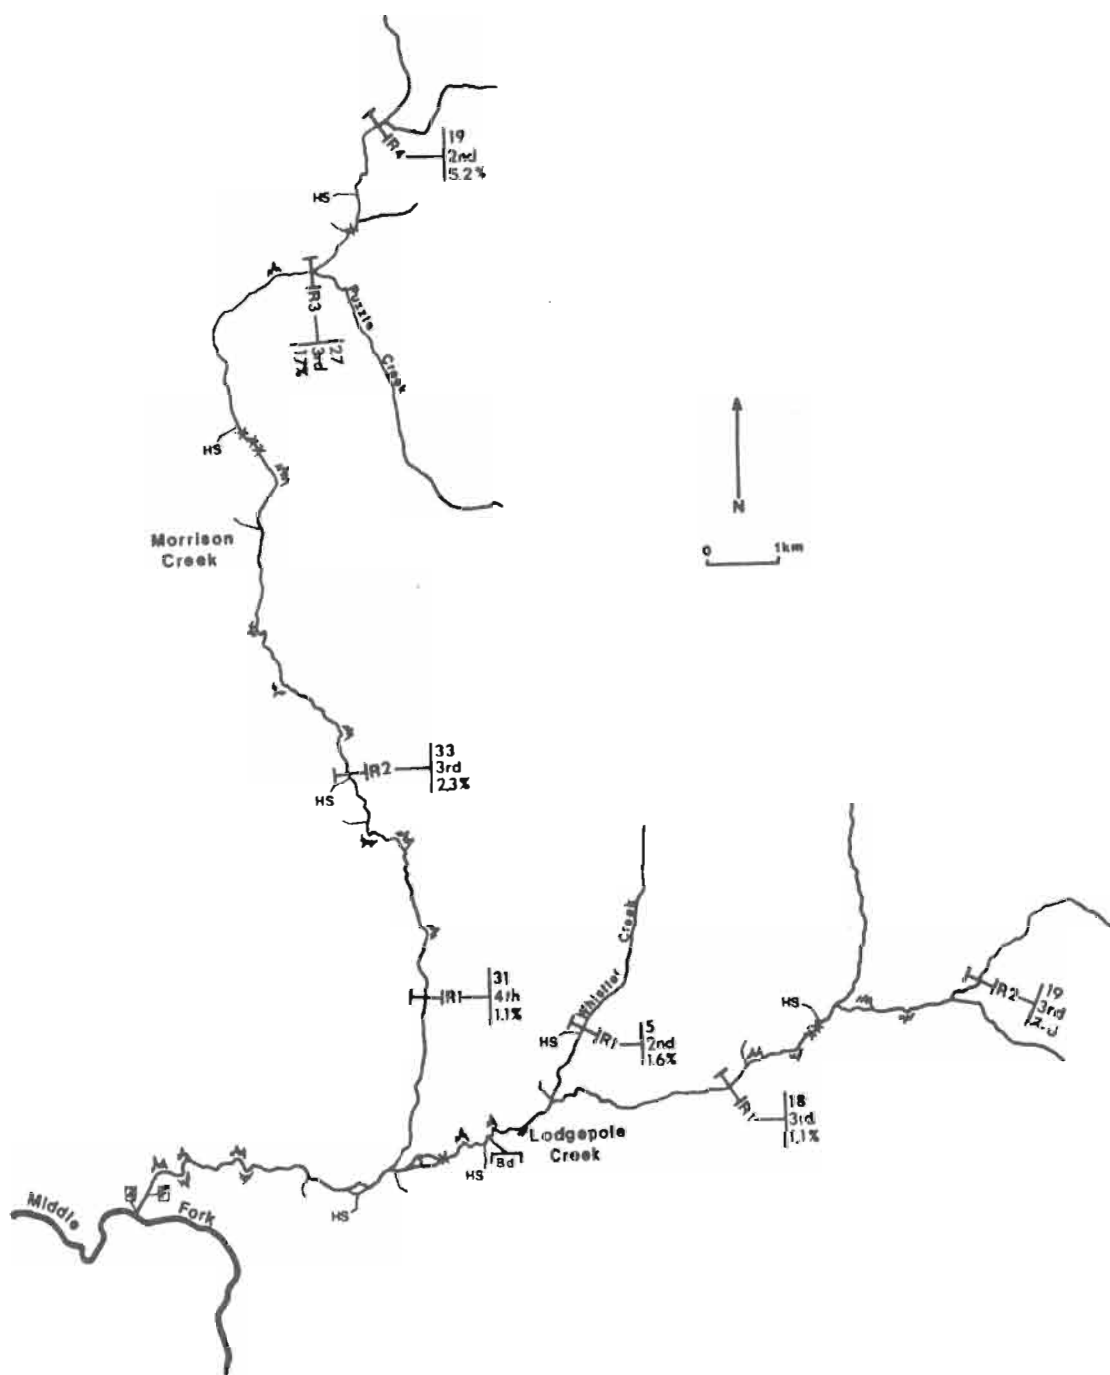 R4
19
2nd
5.2%
HS
R3
27
3rd
1.7%
Puzzle
Creek
HS
N
0 1km
Morrison
Creek
R2
33
3rd
2.3%
HS
R1
31
4th
1.1%
Whistler
Creek
HS
R1
5
2nd
1.6%
HS
R2
19
3rd
R1
18
3rd
1.1%
Lodgepole
Creek
Bd
HS
HS
Middle
Fork